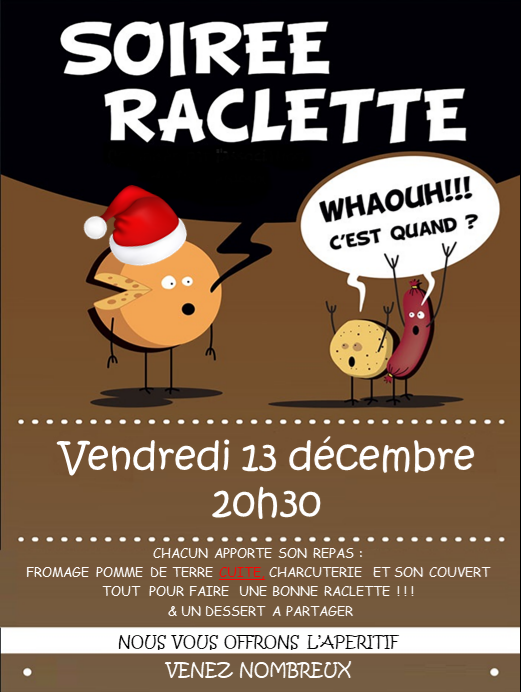 SOIREE
RACLETTE
WHAOUH!!!
C'EST QUAND ?
Vendredi 13 décembre
20h30
CHACUN APPORTE SON REPAS :
FROMAGE POMME DE TERRE CUITE, CHARCUTERIE ET SON COUVERT
TOUT POUR FAIRE UNE BONNE RACLETTE !!!
& UN DESSERT A PARTAGER
NOUS VOUS OFFRONS L'APERITIF
VENEZ NOMBREUX